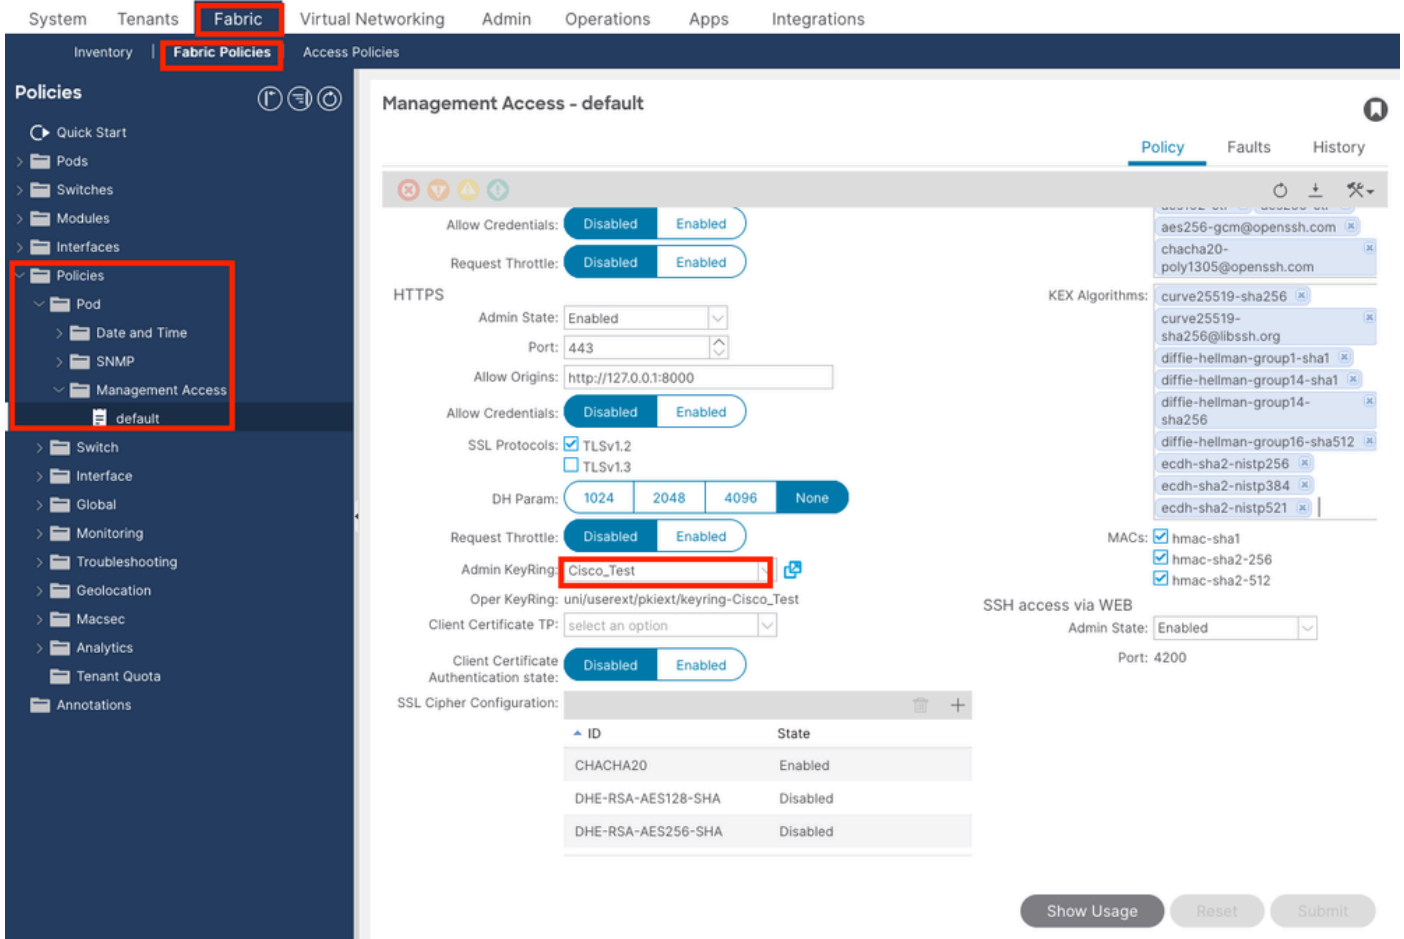 System Tenants Fabric Virtual Networking Admin Operations Apps Integrations
Inventory | Fabric Policies Access Policies
Policies
Quick Start
Pods
Switches
Modules
Interfaces
Policies
Pod
Date and Time
SNMP
Management Access
default
Switch
Interface
Global
Monitoring
Troubleshooting
Geolocation
Macsec
Analytics
Tenant Quota
Annotations
Management Access - default
Policy Faults History
Allow Credentials: Disabled Enabled
Request Throttle: Disabled Enabled
HTTPS
Admin State: Enabled
Port: 443
Allow Origins: http://127.0.0.1:8000
Allow Credentials: Disabled Enabled
SSL Protocols: TLSv1.2
TLSv1.3
DH Param: 1024 2048 4096 None
Request Throttle: Disabled Enabled
Admin KeyRing: Cisco_Test
Oper KeyRing: uni/userext/pkiext/keyring-Cisco_Test
Client Certificate TP: select an option
Client Certificate
Authentication state: Disabled Enabled
SSL Cipher Configuration:
ID State
CHACHA20 Enabled
DHE-RSA-AES128-SHA Disabled
DHE-RSA-AES256-SHA Disabled
aes256-gcm@openssh.com
chacha20-
poly1305@openssh.com
KEX Algorithms: curve25519-sha256
curve25519-
sha256@libssh.org
diffie-hellman-group1-sha1
diffie-hellman-group14-sha1
diffie-hellman-group14-
sha256
diffie-hellman-group16-sha512
ecdh-sha2-nistp256
ecdh-sha2-nistp384
ecdh-sha2-nistp521
MACs: hmac-sha1
hmac-sha2-256
hmac-sha2-512
SSH access via WEB
Admin State: Enabled
Port: 4200
Show Usage Reset Submit